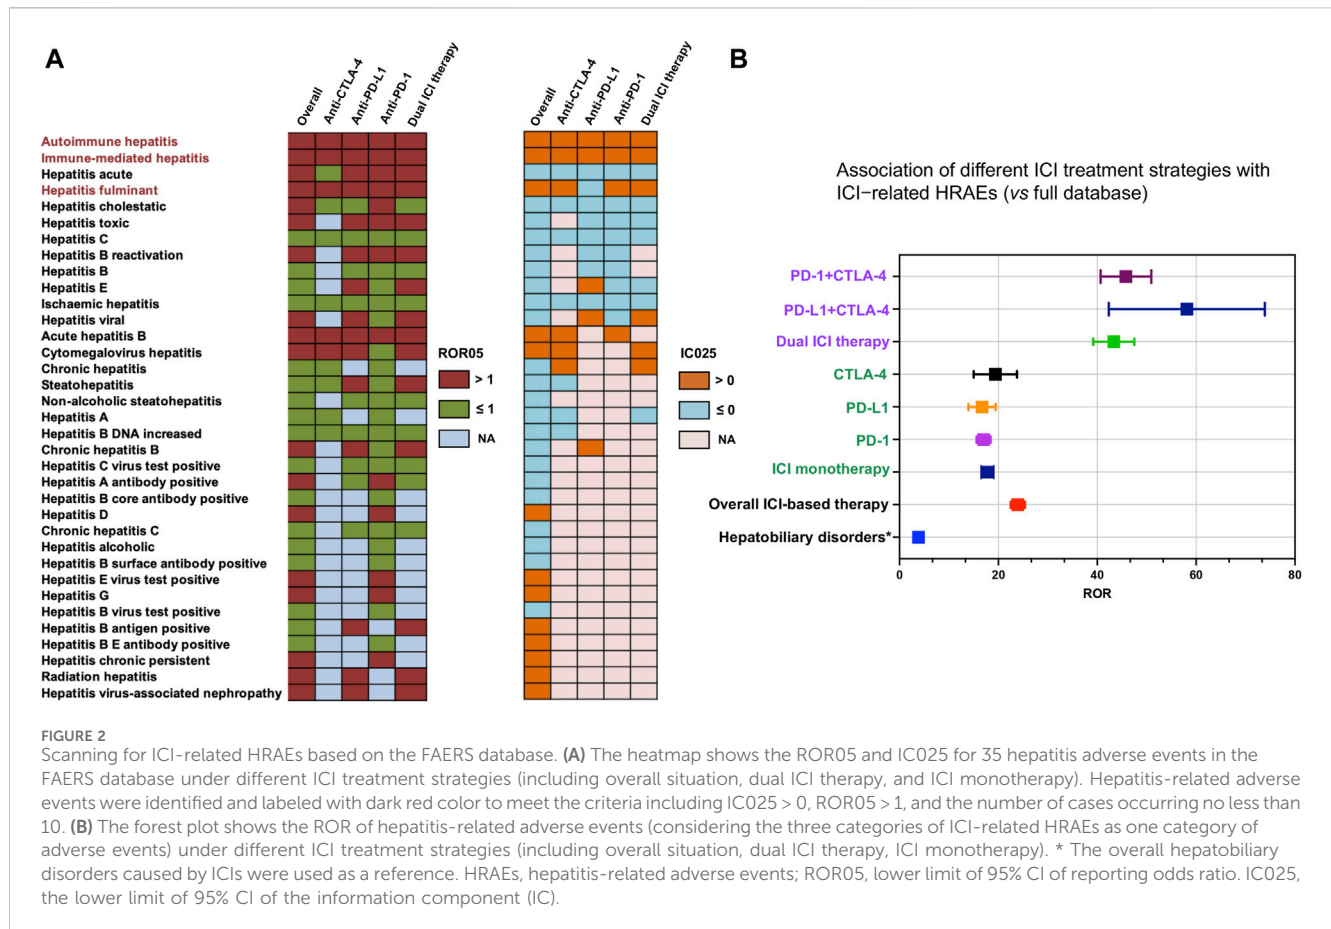 A
Overall
Anti-CTLA-4
Anti-PD-L1
Anti-PD-1
Dual ICI therapy
Overall
Anti-CTLA-4
Anti-PD-L1
Anti-PD-1
Dual ICI therapy
Autoimmune hepatitis
Immune-mediated hepatitis
Hepatitis acute
Hepatitis fulminant
Hepatitis cholestatic
Hepatitis toxic
Hepatitis C
Hepatitis B reactivation
Hepatitis B
Hepatitis E
Ischaemic hepatitis
Hepatitis viral
Acute hepatitis B
Cytomegalovirus hepatitis
Chronic hepatitis
Steatohepatitis
Non-alcoholic steatohepatitis
Hepatitis A
Hepatitis B DNA increased
Chronic hepatitis B
Hepatitis C virus test positive
Hepatitis A antibody positive
Hepatitis B core antibody positive
Hepatitis D
Chronic hepatitis C
Hepatitis alcoholic
Hepatitis B surface antibody positive
Hepatitis E virus test positive
Hepatitis G
Hepatitis B virus test positive
Hepatitis B antigen positive
Hepatitis B E antibody positive
Hepatitis chronic persistent
Radiation hepatitis
Hepatitis virus-associated nephropathy
ROR05
> 1
≤ 1
NA
IC025
> 0
≤ 0
NA
B
Association of different ICI treatment strategies with
ICI−related HRAEs (vs full database)
PD-1+CTLA-4
PD-L1+CTLA-4
Dual ICI therapy
CTLA-4
PD-L1
PD-1
ICI monotherapy
Overall ICI-based therapy
Hepatobiliary disorders*
0 20 40 60 80
ROR
FIGURE 2
Scanning for ICI-related HRAEs based on the FAERS database. (A) The heatmap shows the ROR05 and IC025 for 35 hepatitis adverse events in the
FAERS database under different ICI treatment strategies (including overall situation, dual ICI therapy, and ICI monotherapy). Hepatitis-related adverse
events were identified and labeled with dark red color to meet the criteria including IC025 > 0, ROR05 > 1, and the number of cases occurring no less than
10. (B) The forest plot shows the ROR of hepatitis-related adverse events (considering the three categories of ICI-related HRAEs as one category of
adverse events) under different ICI treatment strategies (including overall situation, dual ICI therapy, ICI monotherapy). * The overall hepatobiliary
disorders caused by ICIs were used as a reference. HRAEs, hepatitis-related adverse events; ROR05, lower limit of 95% CI of reporting odds ratio. IC025,
the lower limit of 95% CI of the information component (IC).